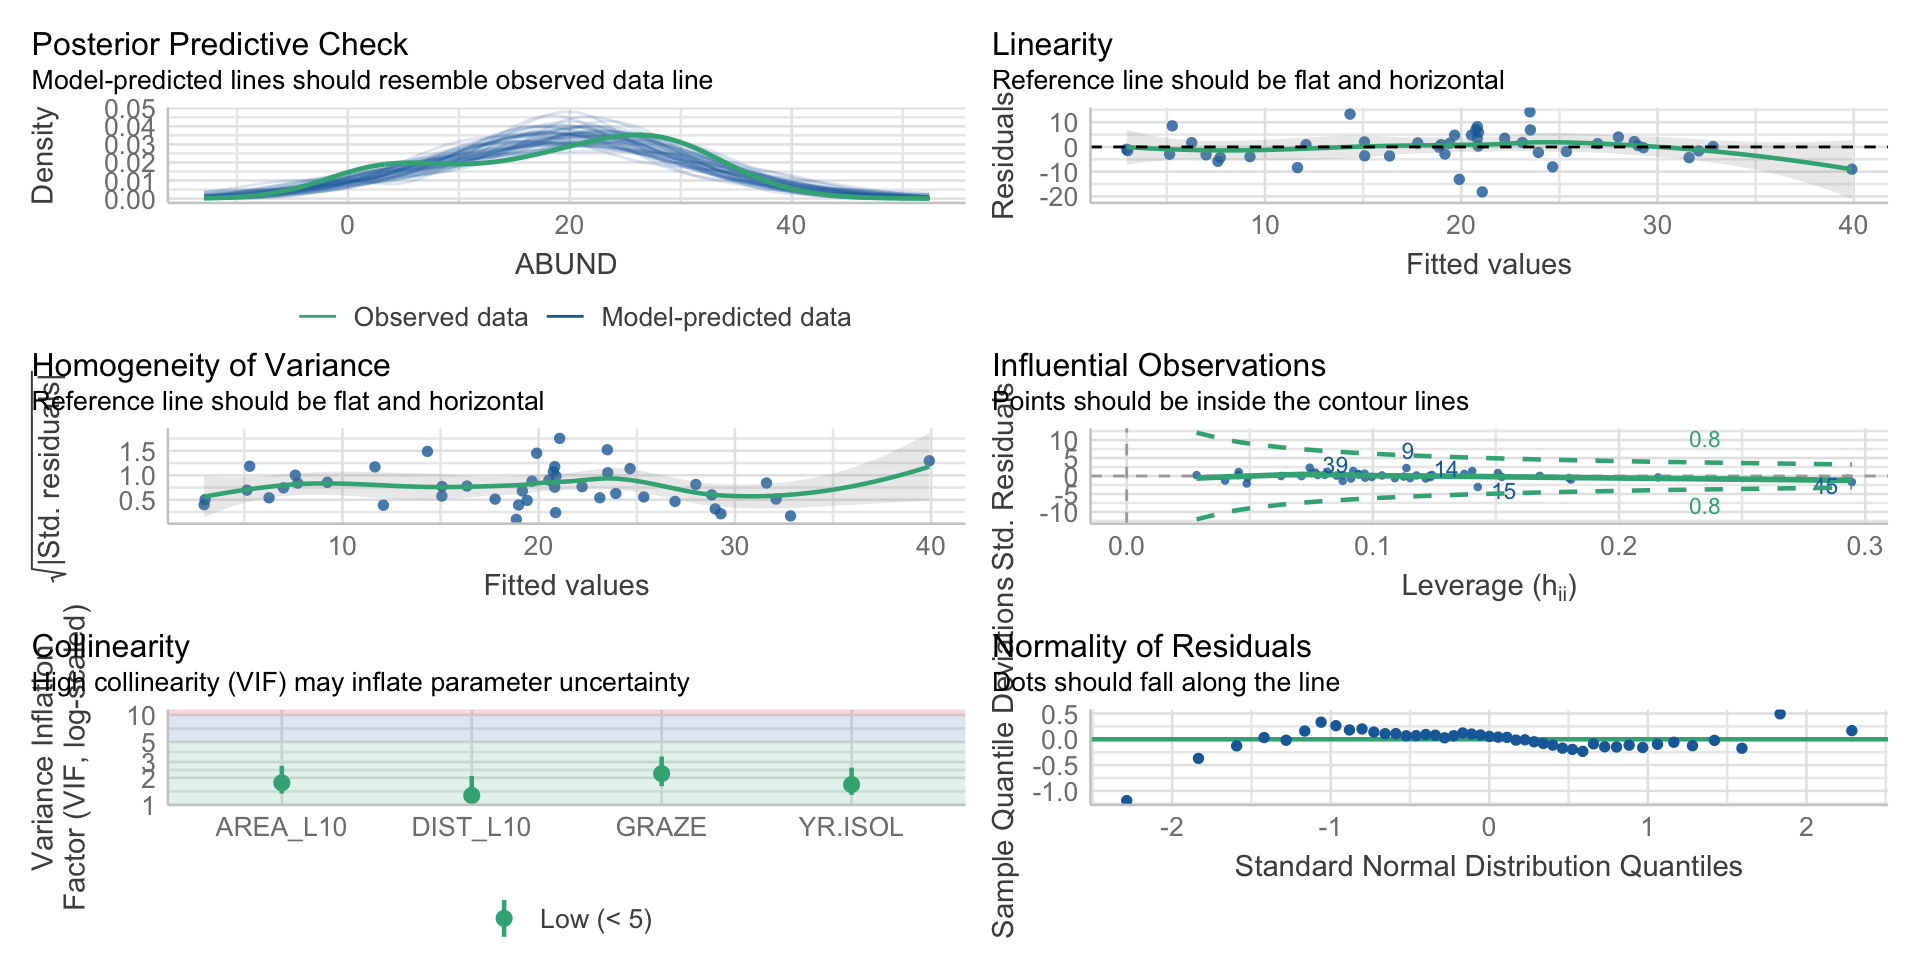 Posterior Predictive Check
Model-predicted lines should resemble observed data line
Density
0.05
0.04
0.03
0.02
0.01
0.00
0 20 40
ABUND
Observed data Model-predicted data
Linearity
Reference line should be flat and horizontal
Residuals
10
0
-10
-20
10 20 30 40
Fitted values
Homogeneity of Variance
Reference line should be flat and horizontal
√|Std. residuals|
1.5
1.0
0.5
10 20 30 40
Fitted values
Influential Observations
Points should be inside the contour lines
Std. Residuals
10
5
0
-5
-10
0.8
9
39
14
15
45
0.8
0.0 0.1 0.2 0.3
Leverage (hii)
Collinearity
High collinearity (VIF) may inflate parameter uncertainty
Variance Inflation
Factor (VIF, log-scaled)
10
5
3
2
1
AREA_L10 DIST_L10 GRAZE YR.ISOL
Low (< 5)
Normality of Residuals
Dots should fall along the line
Sample Quantile Deviations
0.5
0.0
-0.5
-1.0
-2 -1 0 1 2
Standard Normal Distribution Quantiles